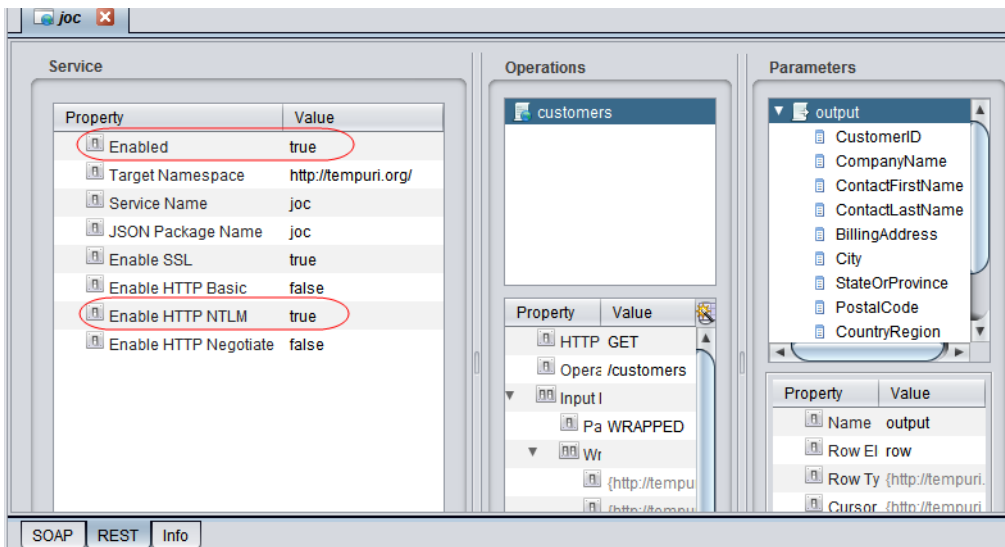 joc
Service
Property Value
Enabled true
Target Namespace http://tempuri.org/
Service Name joc
JSON Package Name joc
Enable SSL true
Enable HTTP Basic false
Enable HTTP NTLM true
Enable HTTP Negotiate false
Operations
customers
Property Value
HTTP GET
Opera /customers
Input I
Pa WRAPPED
Wr
{http://tempu
{http://tempu
Parameters
output
CustomerID
CompanyName
ContactFirstName
ContactLastName
BillingAddress
City
StateOrProvince
PostalCode
CountryRegion
Property Value
Name output
Row El row
Row Ty {http://tempuri.
Cursor {http://tempuri.
SOAP REST Info